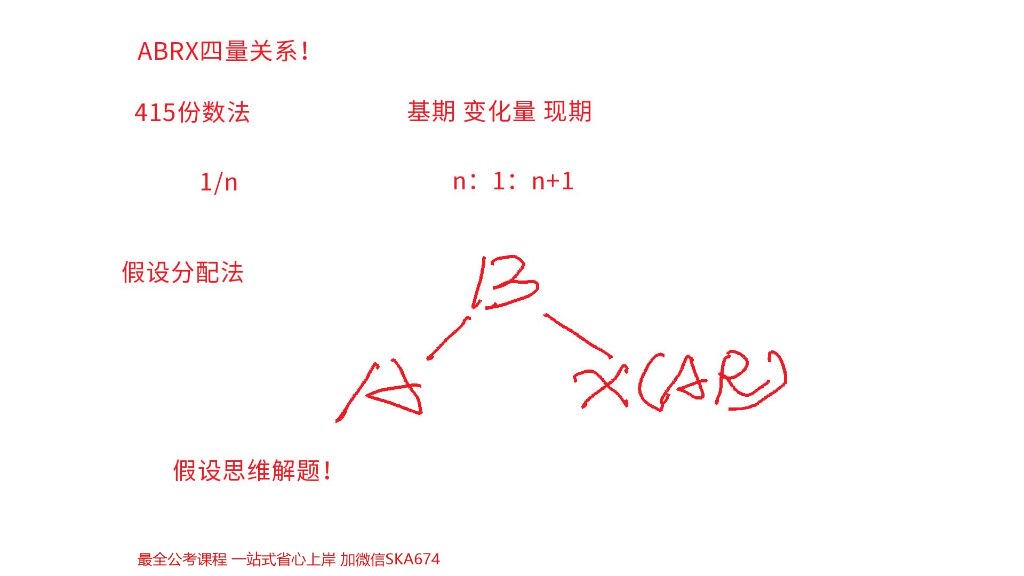 ABRX四量关系！
415份数法 基期 变化量 现期
1/n n：1：n+1
假设分配法
B
A X(AR)
假设思维解题！
最全公考课程 一站式省心上岸 加微信SKA674